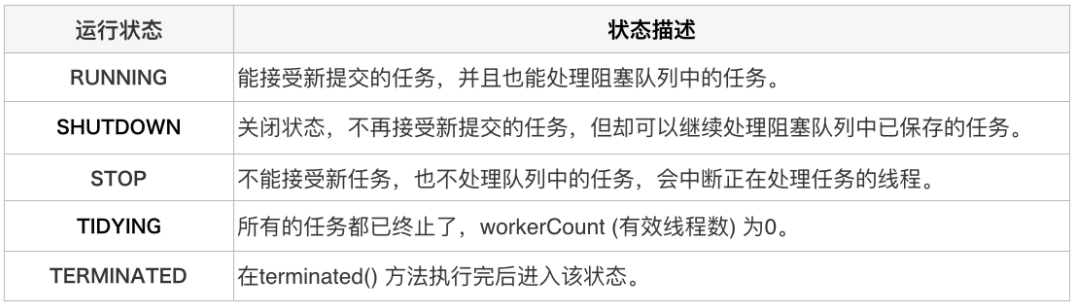 运行状态 状态描述
RUNNING 能接受新提交的任务，并且也能处理阻塞队列中的任务。
SHUTDOWN 关闭状态，不再接受新提交的任务，但却可以继续处理阻塞队列中已保存的任务。
STOP 不能接受新任务，也不处理队列中的任务，会中断正在处理任务的线程。
TIDYING 所有的任务都已终止了，workerCount (有效线程数) 为0。
TERMINATED 在terminated() 方法执行完后进入该状态。